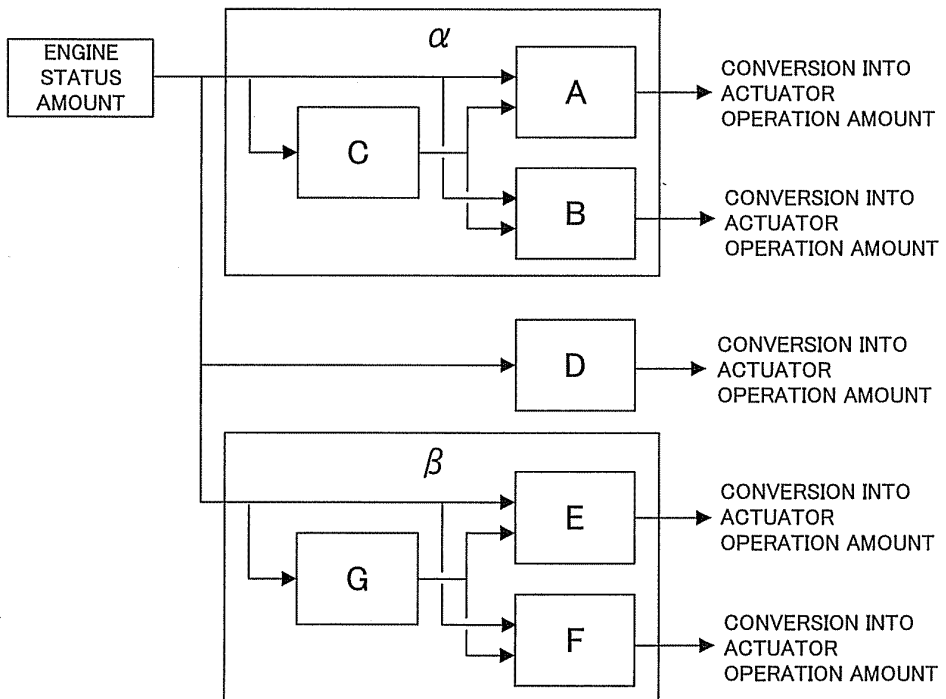 ENGINE
STATUS
AMOUNT
α
A
CONVERSION INTO
ACTUATOR
OPERATION AMOUNT
C
B
CONVERSION INTO
ACTUATOR
OPERATION AMOUNT
D
CONVERSION INTO
ACTUATOR
OPERATION AMOUNT
β
E
CONVERSION INTO
ACTUATOR
OPERATION AMOUNT
G
F
CONVERSION INTO
ACTUATOR
OPERATION AMOUNT